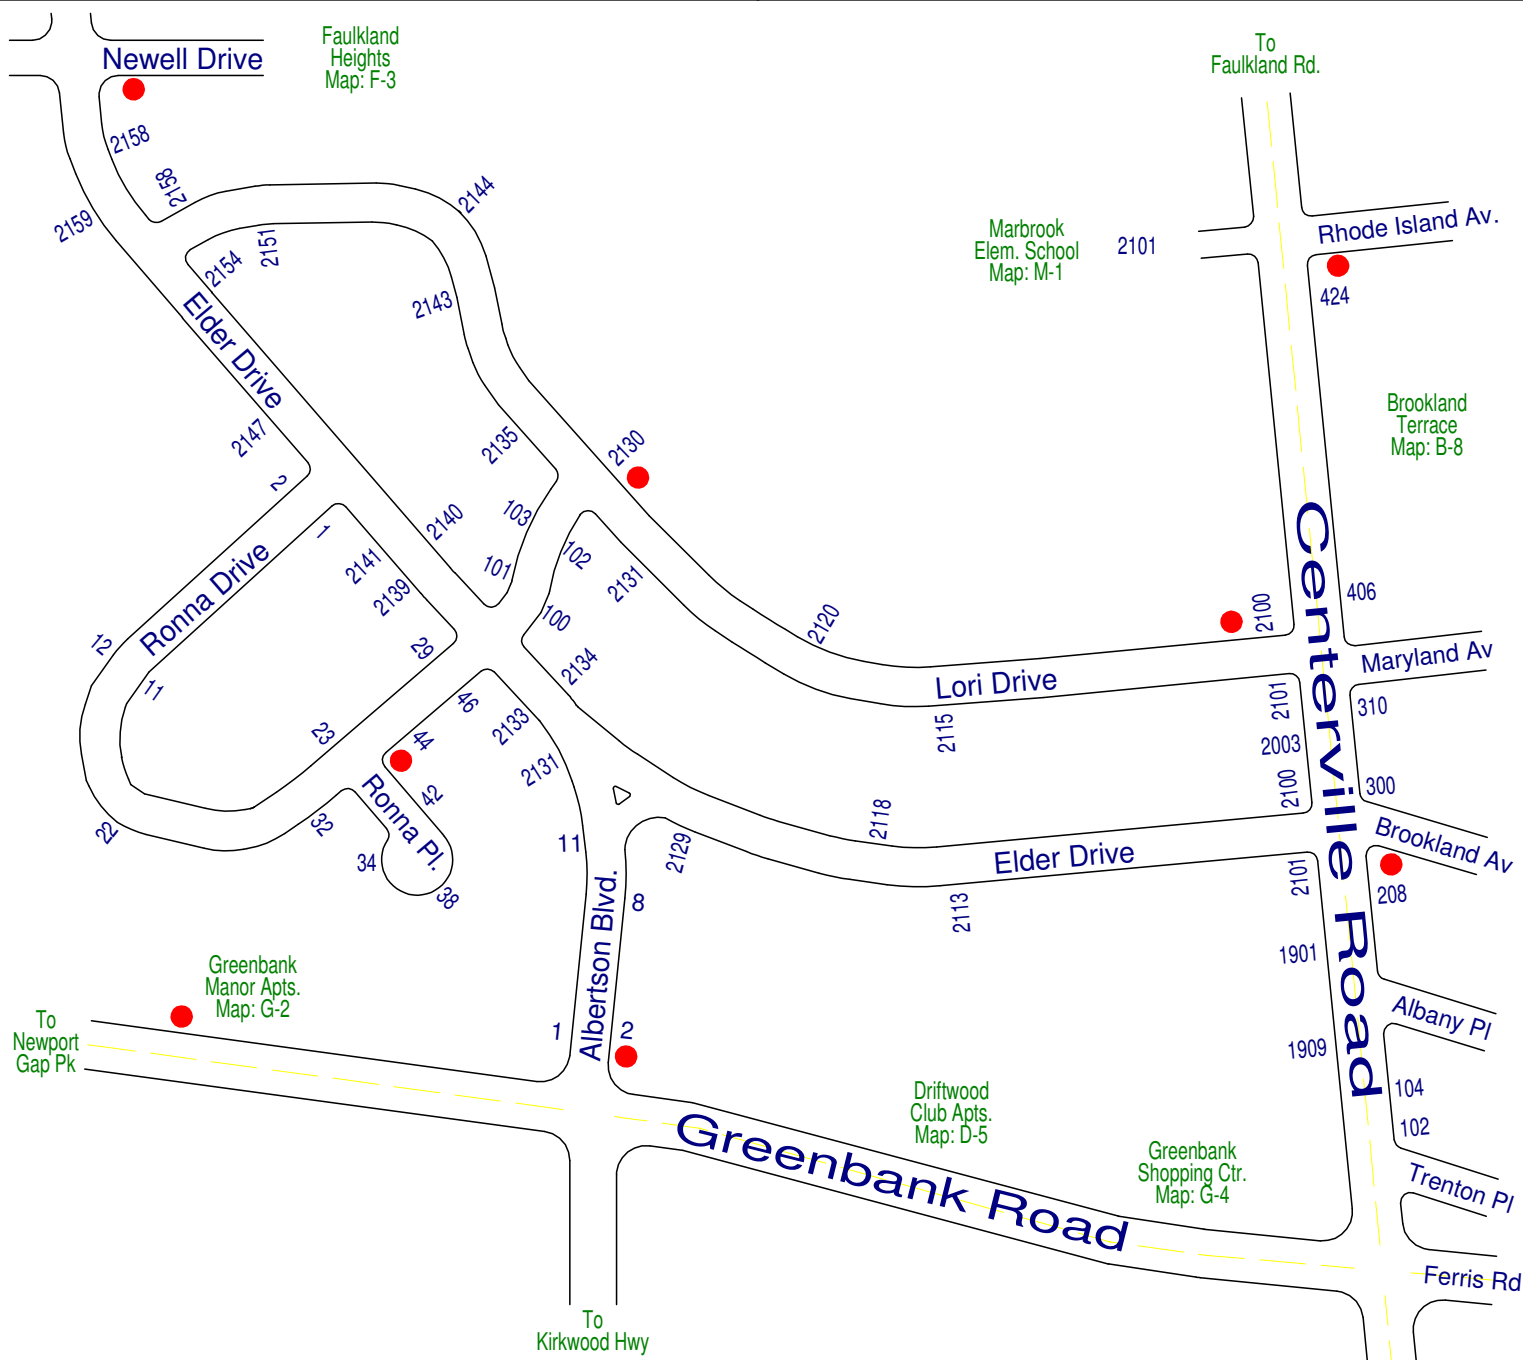 Newell Drive
Faulkland
Heights
Map: F-3
To
Faulkland Rd.
2158
2158
2159
2144
2151
2154
2143
Marbrook
Elem. School
Map: M-1
2101
Rhode Island Av.
424
Elder Drive
Brookland
Terrace
Map: B-8
2147
2
2135
2130
2140
103
1
2141
2139
101
102
2131
100
2134
Ronna Drive
12
11
29
2120
2100
406
Maryland Av
Lori Drive
2101
310
2003
2100
300
2115
46
44
42
2133
2131
23
Ronna Pl.
32
34
38
22
11
2129
2118
Elder Drive
2113
2101
Brookland Av
208
Centerville Road
8
Albertson Blvd.
1
2
1901
1909
Albany Pl
104
102
Trenton Pl
Greenbank
Manor Apts.
Map: G-2
To
Newport
Gap Pk
Driftwood
Club Apts.
Map: D-5
Greenbank
Shopping Ctr.
Map: G-4
Greenbank Road
Ferris Rd
To
Kirkwood Hwy